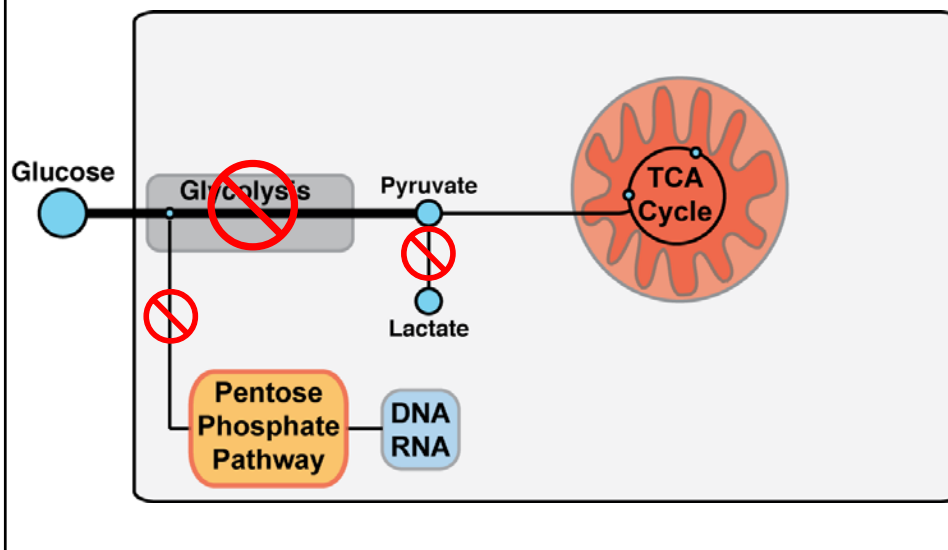 Glucose
Glycolysis
Pyruvate
TCA
Cycle
Lactate
Pentose
Phosphate
Pathway
DNA
RNA